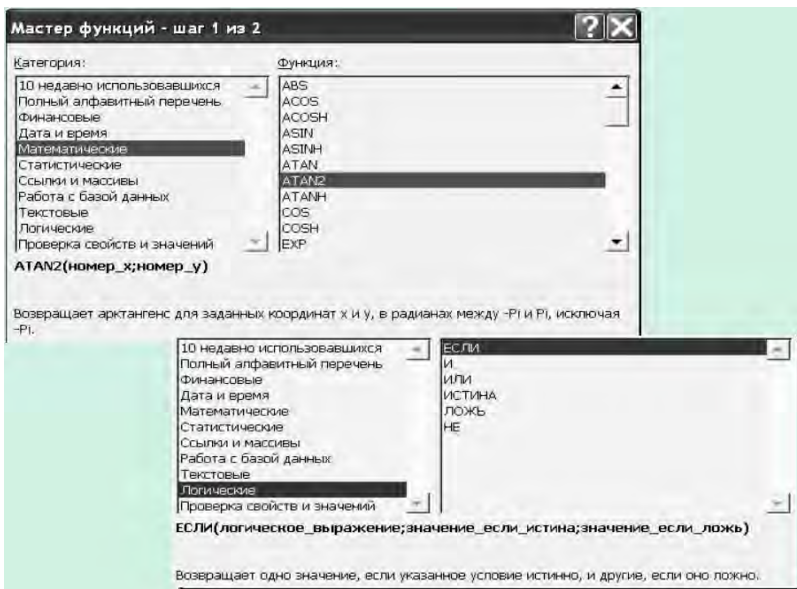 Мастер функций - шаг 1 из 2
Категория:
Функция:
10 недавно использовавшихся
Полный алфавитный перечень
Финансовые
Дата и время
Математические
Статистические
Ссылки и массивы
Работа с базой данных
Текстовые
Логические
Проверка свойств и значений
ABS
ACOS
ACOSH
ASIN
ASINH
ATAN
ATAN2
ATANH
COS
COSH
EXP
ATAN2(номер_x;номер_y)
Возвращает арктангенс для заданных координат x и y, в радианах между -Pi и Pi, исключая
-Pi.
10 недавно использовавшихся
Полный алфавитный перечень
Финансовые
Дата и время
Математические
Статистические
Ссылки и массивы
Работа с базой данных
Текстовые
Логические
Проверка свойств и значений
ЕСЛИ
И
ИЛИ
ИСТИНА
ЛОЖЬ
НЕ
ЕСЛИ(логическое_выражение;значение_если_истина;значение_если_ложь)
Возвращает одно значение, если указанное условие истинно, и другие, если оно ложно.